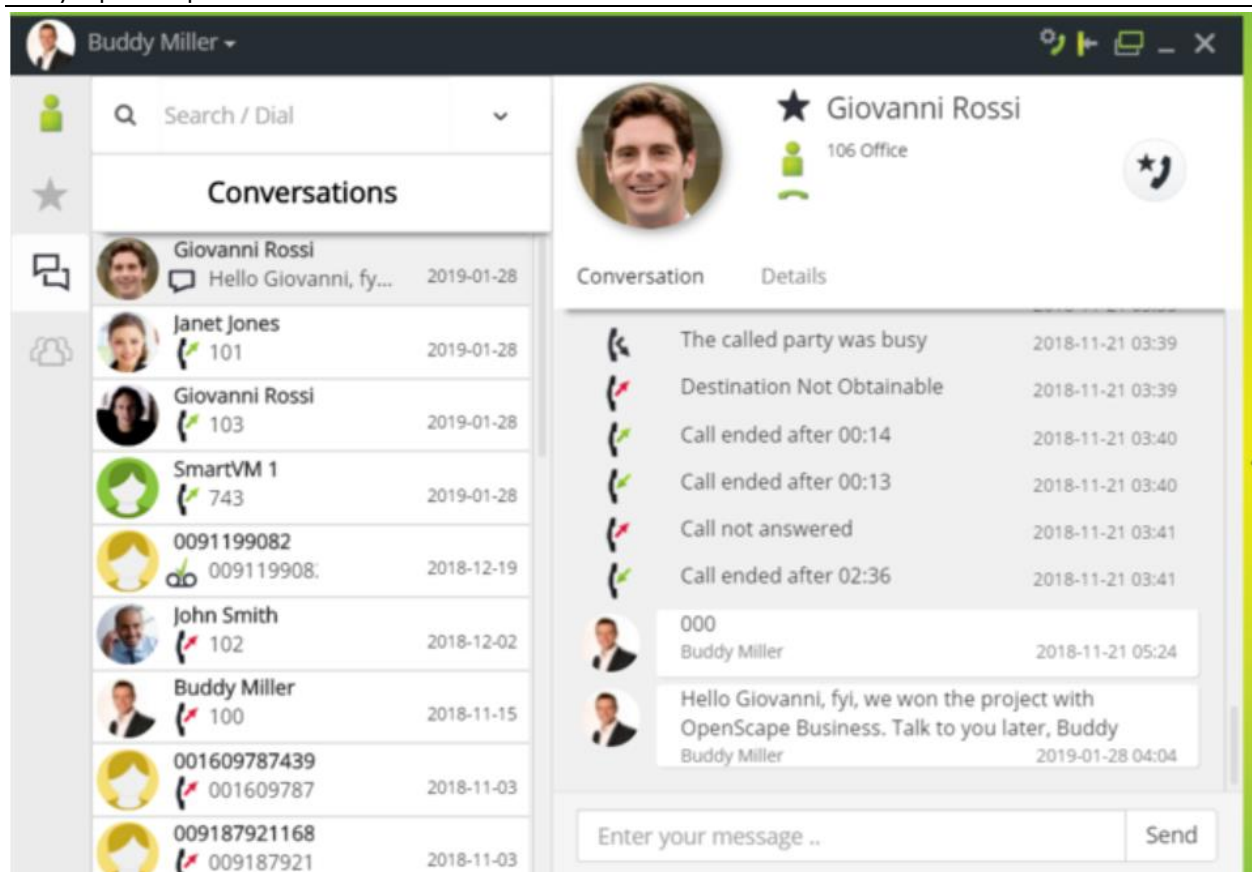 Buddy Miller
Search / Dial
Conversations
Giovanni Rossi
Hello Giovanni, fy...
2019-01-28
Janet Jones
101
2019-01-28
Giovanni Rossi
103
2019-01-28
SmartVM 1
743
2019-01-28
0091199082
009119908.
2018-12-19
John Smith
102
2018-12-02
Buddy Miller
100
2018-11-15
001609787439
001609787
2018-11-03
009187921168
009187921
2018-11-03
Giovanni Rossi
106 Office
Conversation Details
The called party was busy 2018-11-21 03:39
Destination Not Obtainable 2018-11-21 03:39
Call ended after 00:14 2018-11-21 03:40
Call ended after 00:13 2018-11-21 03:40
Call not answered 2018-11-21 03:41
Call ended after 02:36 2018-11-21 03:41
000
Buddy Miller 2018-11-21 05:24
Hello Giovanni, fyi, we won the project with
OpenScape Business. Talk to you later, Buddy
Buddy Miller 2019-01-28 04:04
Enter your message .. Send